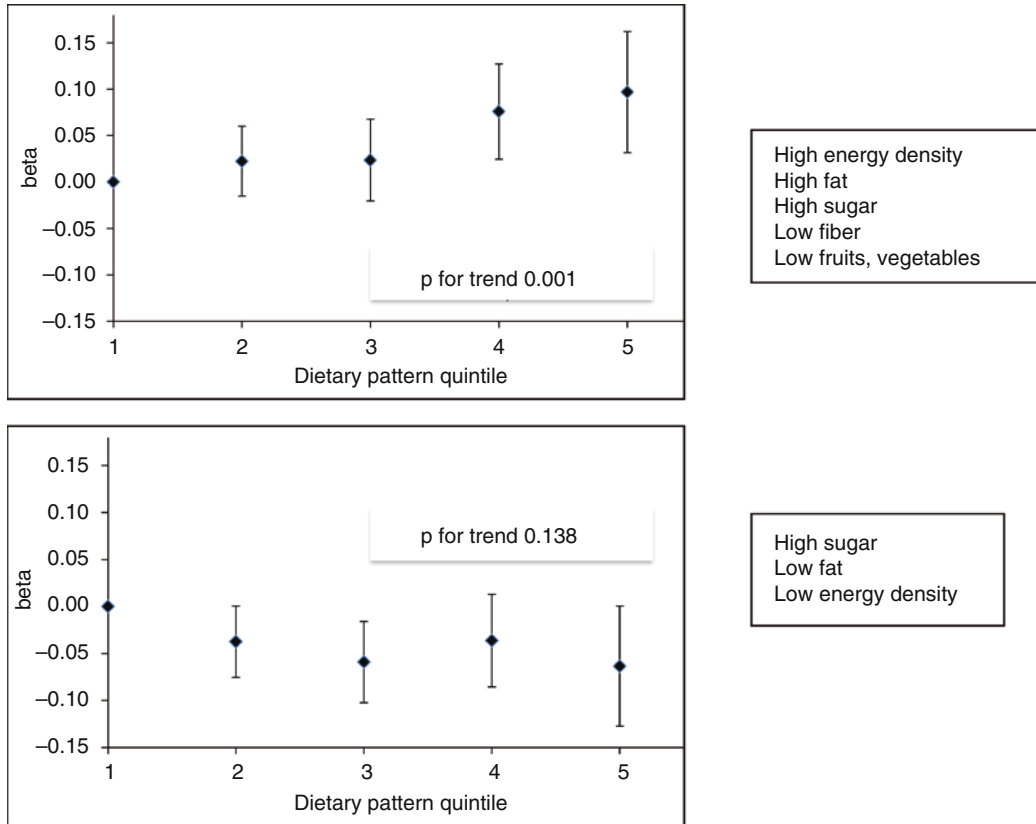 0.15
0.10
0.05
0.00
−0.05
−0.10
−0.15
beta
p for trend 0.001
1 2 3 4 5
Dietary pattern quintile
High energy density
High fat
High sugar
Low fiber
Low fruits, vegetables
0.15
0.10
0.05
0.00
−0.05
−0.10
−0.15
beta
p for trend 0.138
1 2 3 4 5
Dietary pattern quintile
High sugar
Low fat
Low energy density